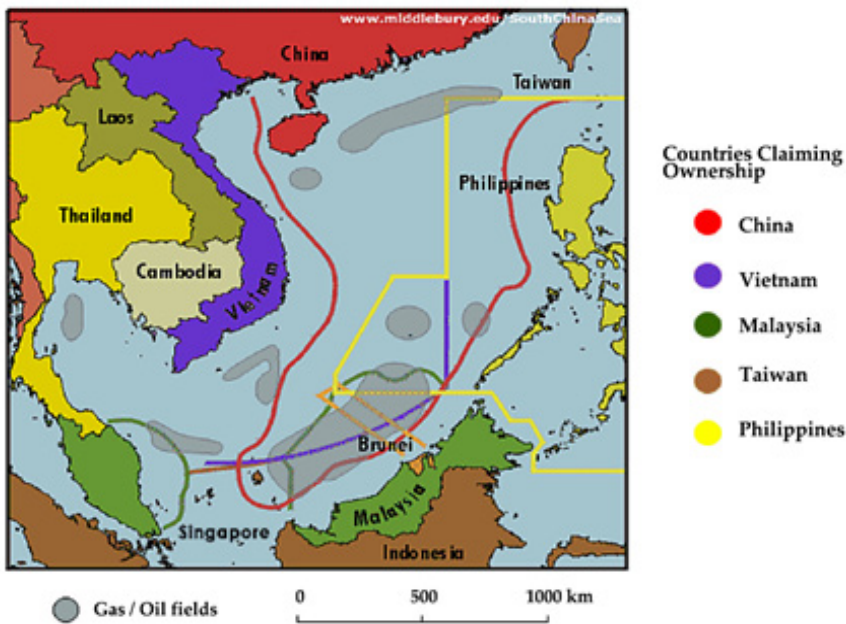 www.middlebury.edu/SouthChinaSea
China
Taiwan
Laos
Philippines
Thailand
Cambodia
Vietnam
Brunei
Malaysia
Singapore
Indonesia
Countries Claiming
Ownership
China
Vietnam
Malaysia
Taiwan
Philippines
Gas / Oil fields
0 500 1000 km